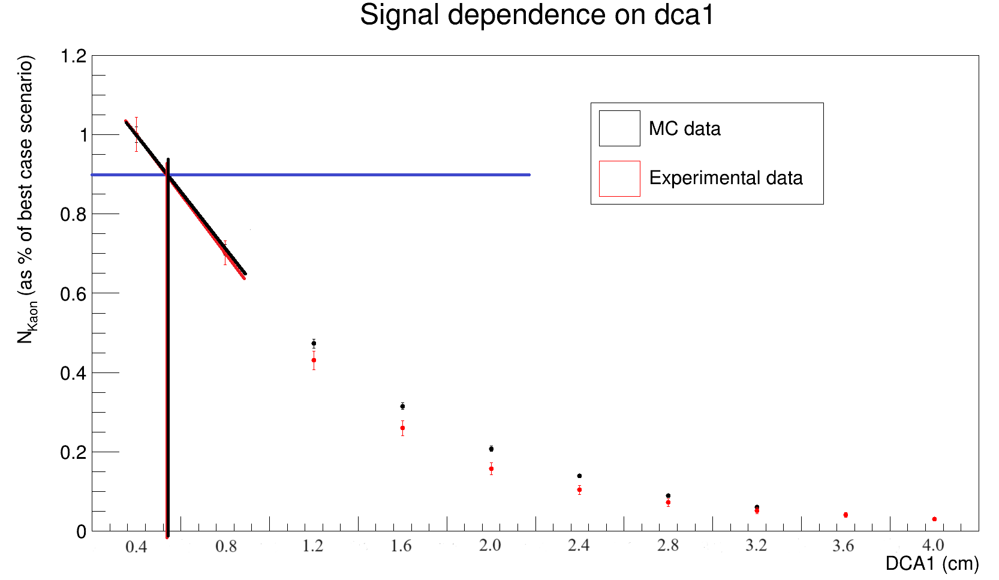 Signal dependence on dca1
N_Kaon (as % of best case scenario)
1.2
1
0.8
0.6
0.4
0.2
0
MC data
Experimental data
0.4 0.8 1.2 1.6 2.0 2.4 2.8 3.2 3.6 4.0
DCA1 (cm)